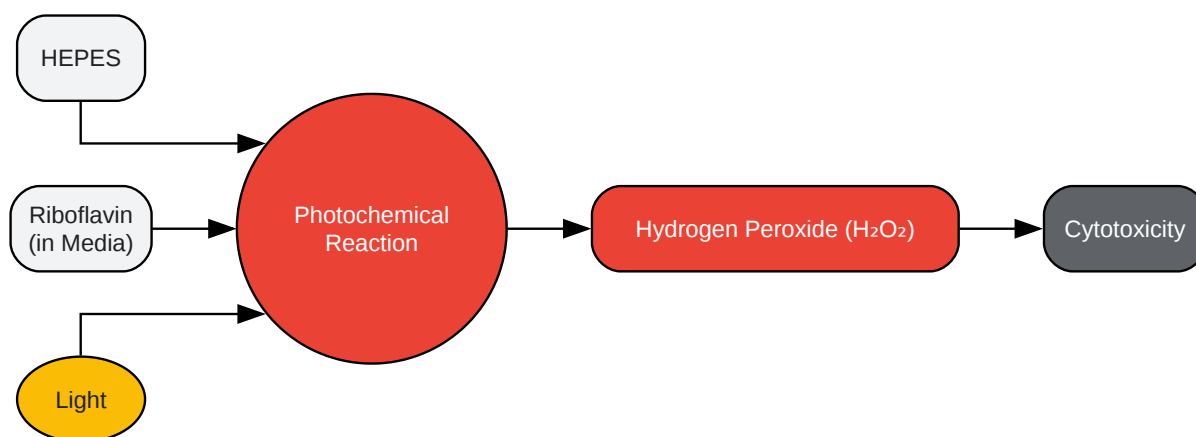 HEPES
Riboflavin
(in Media)
Light
Photochemical
Reaction
Hydrogen Peroxide (H₂O₂)
Cytotoxicity